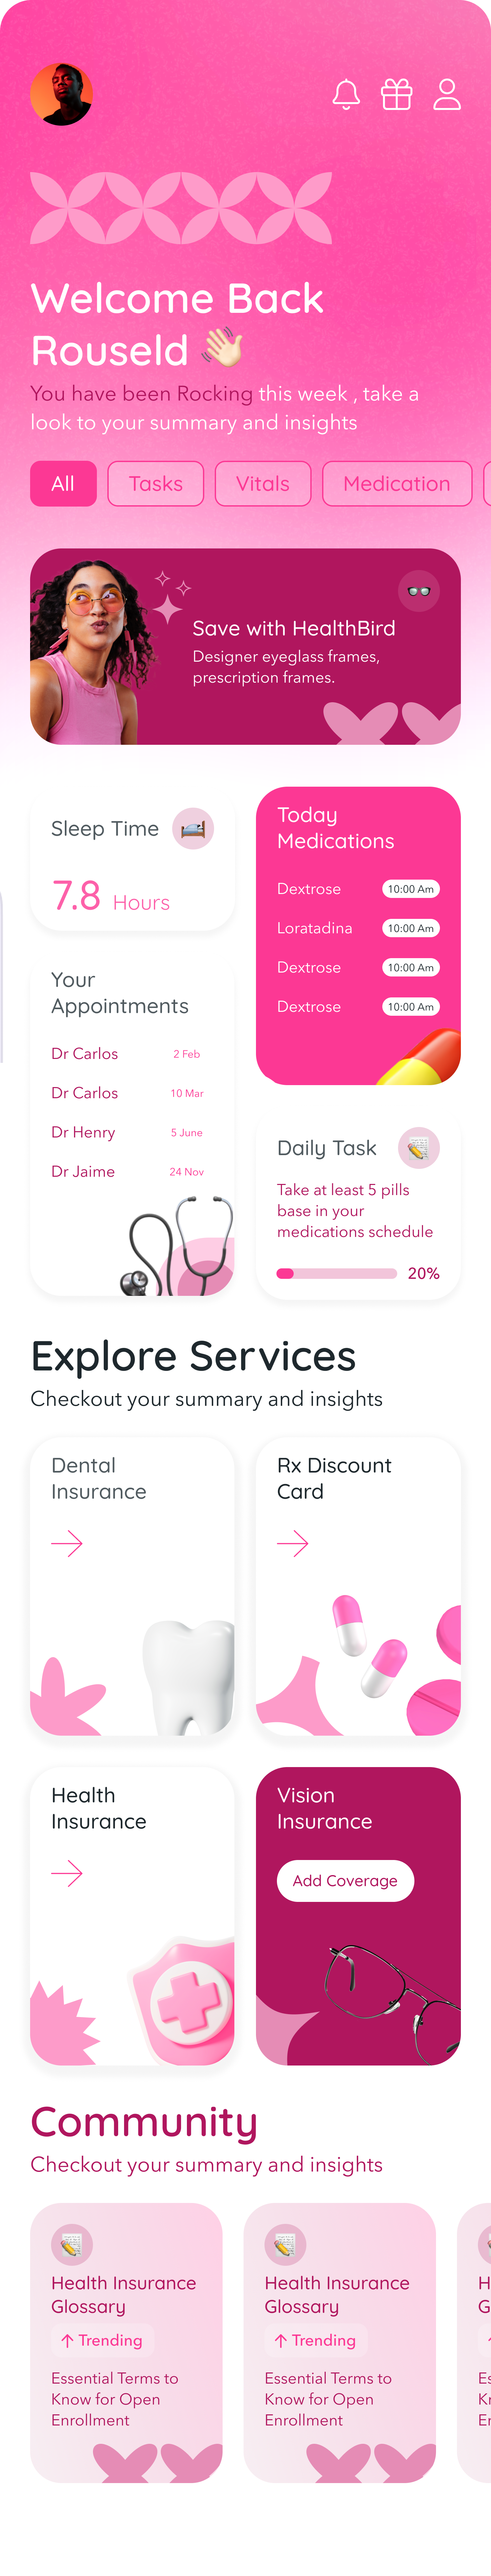 Welcome Back
Rouseld 👋🏻
You have been Rocking this week , take a
look to your summary and insights
All
Tasks
Vitals
Medication
Save with HealthBird
Designer eyeglass frames,
prescription frames.
Sleep Time
7.8 Hours
Your
Appointments
Dr Carlos 2 Feb
Dr Carlos 10 Mar
Dr Henry 5 June
Dr Jaime 24 Nov
Today
Medications
Dextrose 10:00 Am
Loratadina 10:00 Am
Dextrose 10:00 Am
Dextrose 10:00 Am
Daily Task
Take at least 5 pills
base in your
medications schedule
20%
Explore Services
Checkout your summary and insights
Dental
Insurance
Rx Discount
Card
Health
Insurance
Vision
Insurance
Add Coverage
Community
Checkout your summary and insights
Health Insurance
Glossary
↑ Trending
Essential Terms to
Know for Open
Enrollment
Health Insurance
Glossary
↑ Trending
Essential Terms to
Know for Open
Enrollment